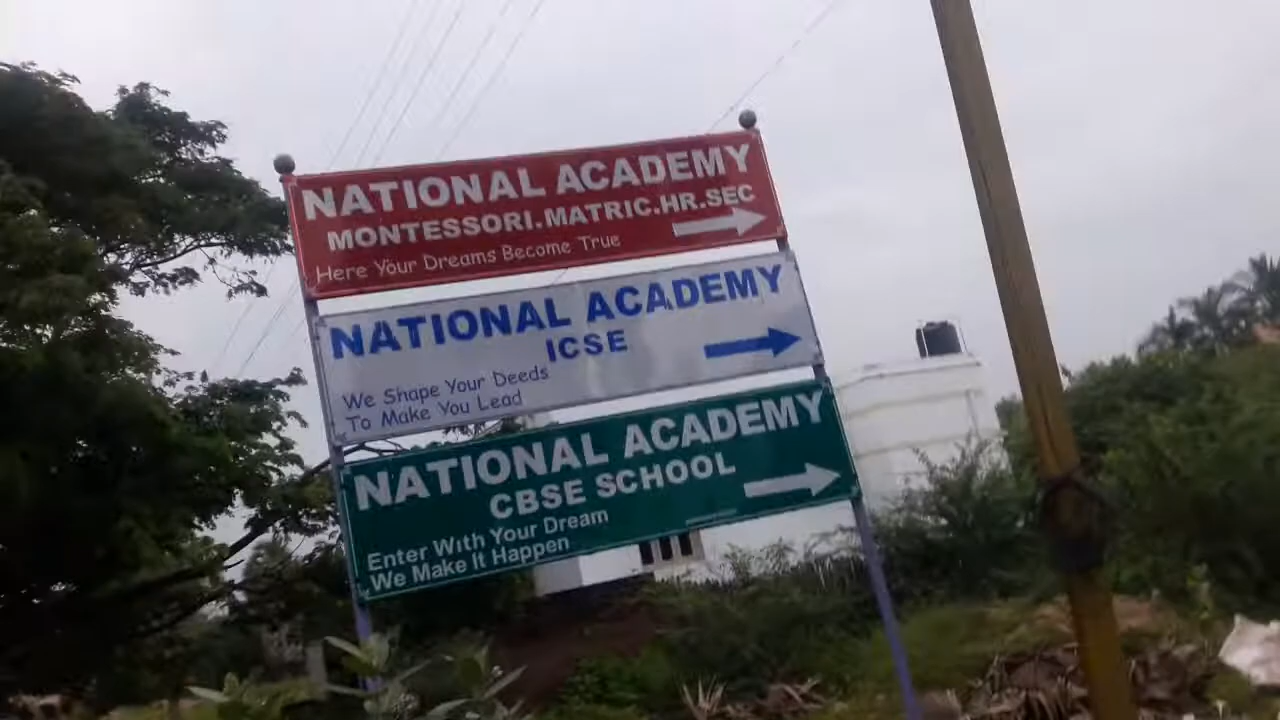 NATIONAL ACADEMY
MONTESSORI.MATRIC.HR.SEC
Here Your Dreams Become True
NATIONAL ACADEMY
ICSE
We Shape Your Deeds
To Make You Lead
NATIONAL ACADEMY
CBSE SCHOOL
Enter With Your Dream
We Make It Happen